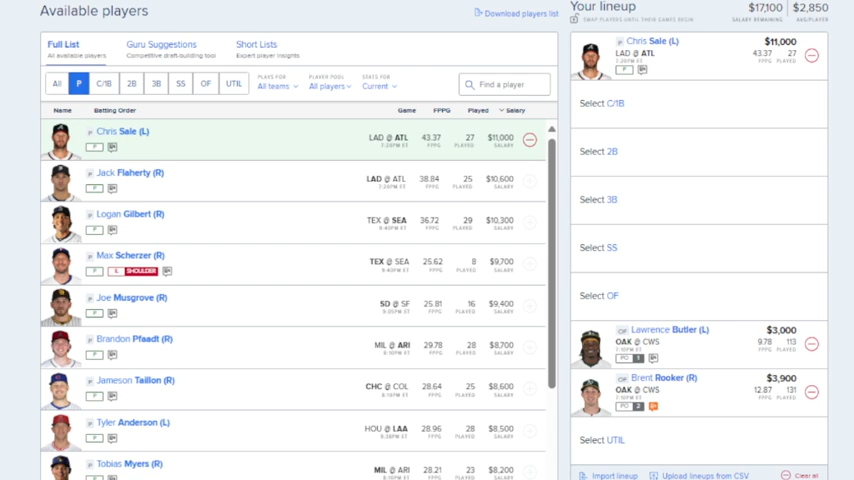 Available players
Download players list
Full List
All available players
Guru Suggestions
Competitive draft-building tool
Short Lists
Expert player insights
All P C/1B 2B 3B SS OF UTIL
PLAYS FOR
All teams
PLAYER POOL
All players
STATS FOR
Current
Find a player
Name Batting Order Game FPPG Played Salary
P Chris Sale (L)
P
LAD @ ATL 43.37 27 $11,000
7:20PM ET FPPG PLAYED SALARY
P Jack Flaherty (R)
P
LAD @ ATL 38.84 25 $10,600
7:20PM ET FPPG PLAYED SALARY
P Logan Gilbert (R)
P
TEX @ SEA 36.72 29 $10,300
9:40PM ET FPPG PLAYED SALARY
P Max Scherzer (R)
P IL SHOULDER
TEX @ SEA 25.62 8 $9,700
9:40PM ET FPPG PLAYED SALARY
P Joe Musgrove (R)
P
SD @ SF 25.81 16 $9,400
9:05PM ET FPPG PLAYED SALARY
P Brandon Pfaadt (R)
P
MIL @ ARI 29.78 28 $8,700
8:10PM ET FPPG PLAYED SALARY
P Jameson Taillon (R)
P
CHC @ COL 28.64 25 $8,600
FPPG PLAYED SALARY
P Tyler Anderson (L)
P
HOU @ LAA 28.96 28 $8,500
9:38PM ET FPPG PLAYED SALARY
P Tobias Myers (R)
P
MIL @ ARI 28.21 23 $8,200
Your lineup
SWAP PLAYERS UNTIL THEIR GAMES BEGIN
$17,100
SALARY REMAINING
$2,850
AVG/PLAYER
P Chris Sale (L) $11,000
LAD @ ATL 43.37 27
7:20PM ET FPPG PLAYED
P
Select C/1B
Select 2B
Select 3B
Select SS
Select OF
OF Lawrence Butler (L) $3,000
OAK @ CWS 9.78 113
7:10PM ET FPPG PLAYED
PO 1
OF Brent Rooker (R) $3,900
OAK @ CWS 12.87 131
7:10PM ET FPPG PLAYED
PO 2
Select UTIL
Import lineup
Upload lineups from CSV
Clear all